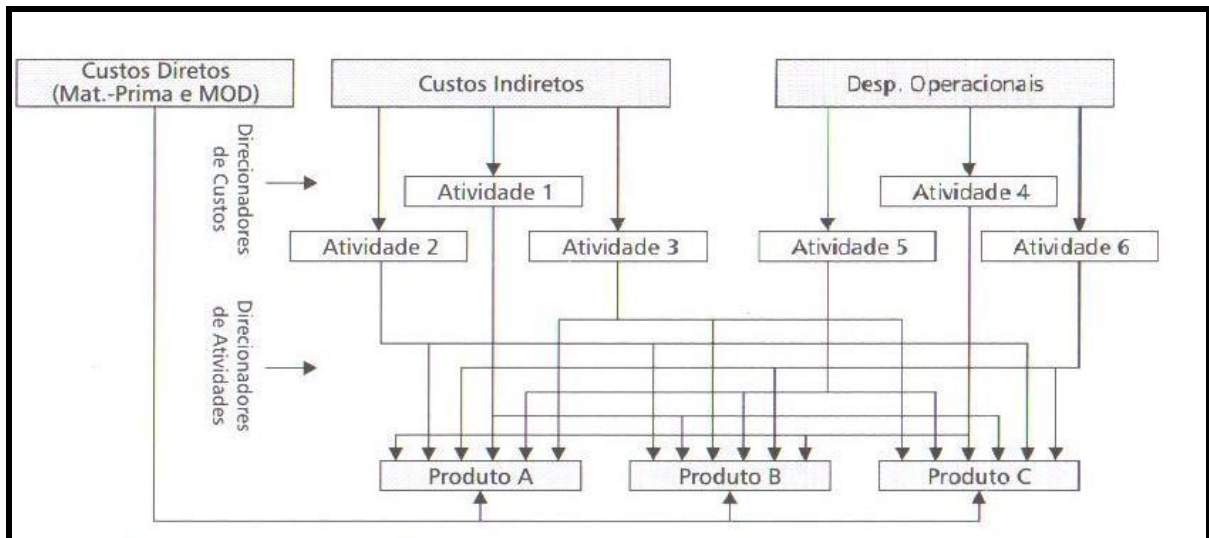 Custos Diretos
(Mat.-Prima e MOD)
Custos Indiretos
Desp. Operacionais
Direcionadores
de Custos
Atividade 1
Atividade 4
Atividade 2
Atividade 3
Atividade 5
Atividade 6
Direcionadores
de Atividades
Produto A
Produto B
Produto C